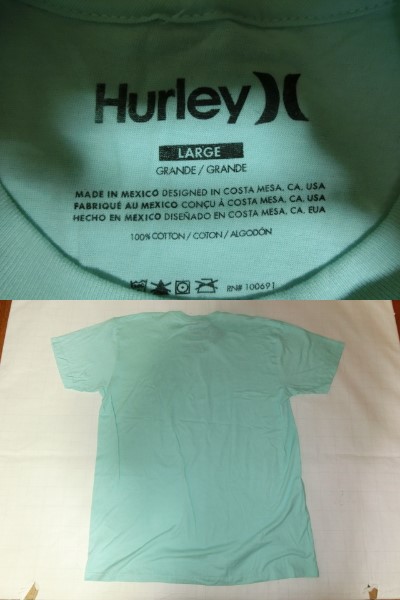 Hurley
LARGE
GRANDE / GRANDE
MADE IN MEXICO DESIGNED IN COSTA MESA, CA, USA
FABRIQUÉ AU MEXICO CONÇU À COSTA MESA, CA, USA
HECHO EN MÉXICO DISEÑADO EN COSTA MESA, CA, EUA
100% COTTON / COTON / ALGODÓN
RN# 100691